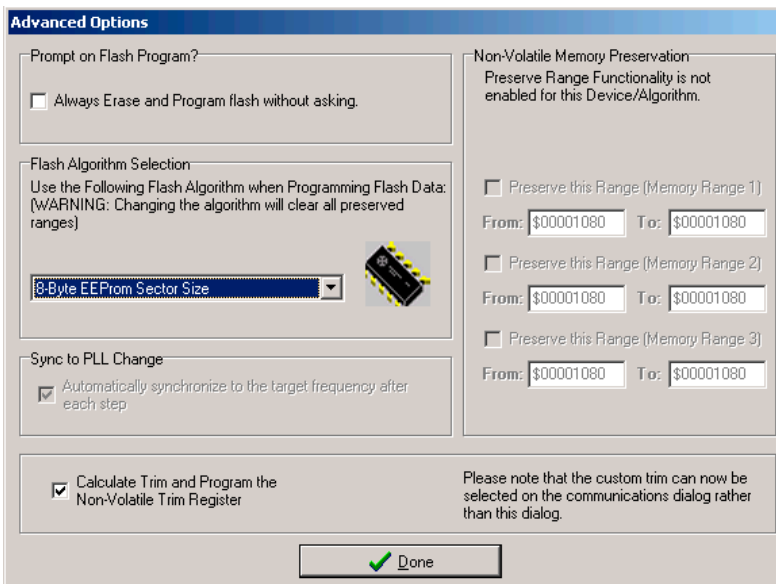 Advanced Options
Prompt on Flash Program?
Always Erase and Program flash without asking.
Flash Algorithm Selection
Use the Following Flash Algorithm when Programming Flash Data:
(WARNING: Changing the algorithm will clear all preserved
ranges)
8-Byte EEProm Sector Size
Sync to PLL Change
Automatically synchronize to the target frequency after
each step
Non-Volatile Memory Preservation
Preserve Range Functionality is not
enabled for this Device/Algorithm.
Preserve this Range (Memory Range 1)
From: $00001080 To: $00001080
Preserve this Range (Memory Range 2)
From: $00001080 To: $00001080
Preserve this Range (Memory Range 3)
From: $00001080 To: $00001080
Calculate Trim and Program the
Non-Volatile Trim Register
Please note that the custom trim can now be
selected on the communications dialog rather
than this dialog.
Done